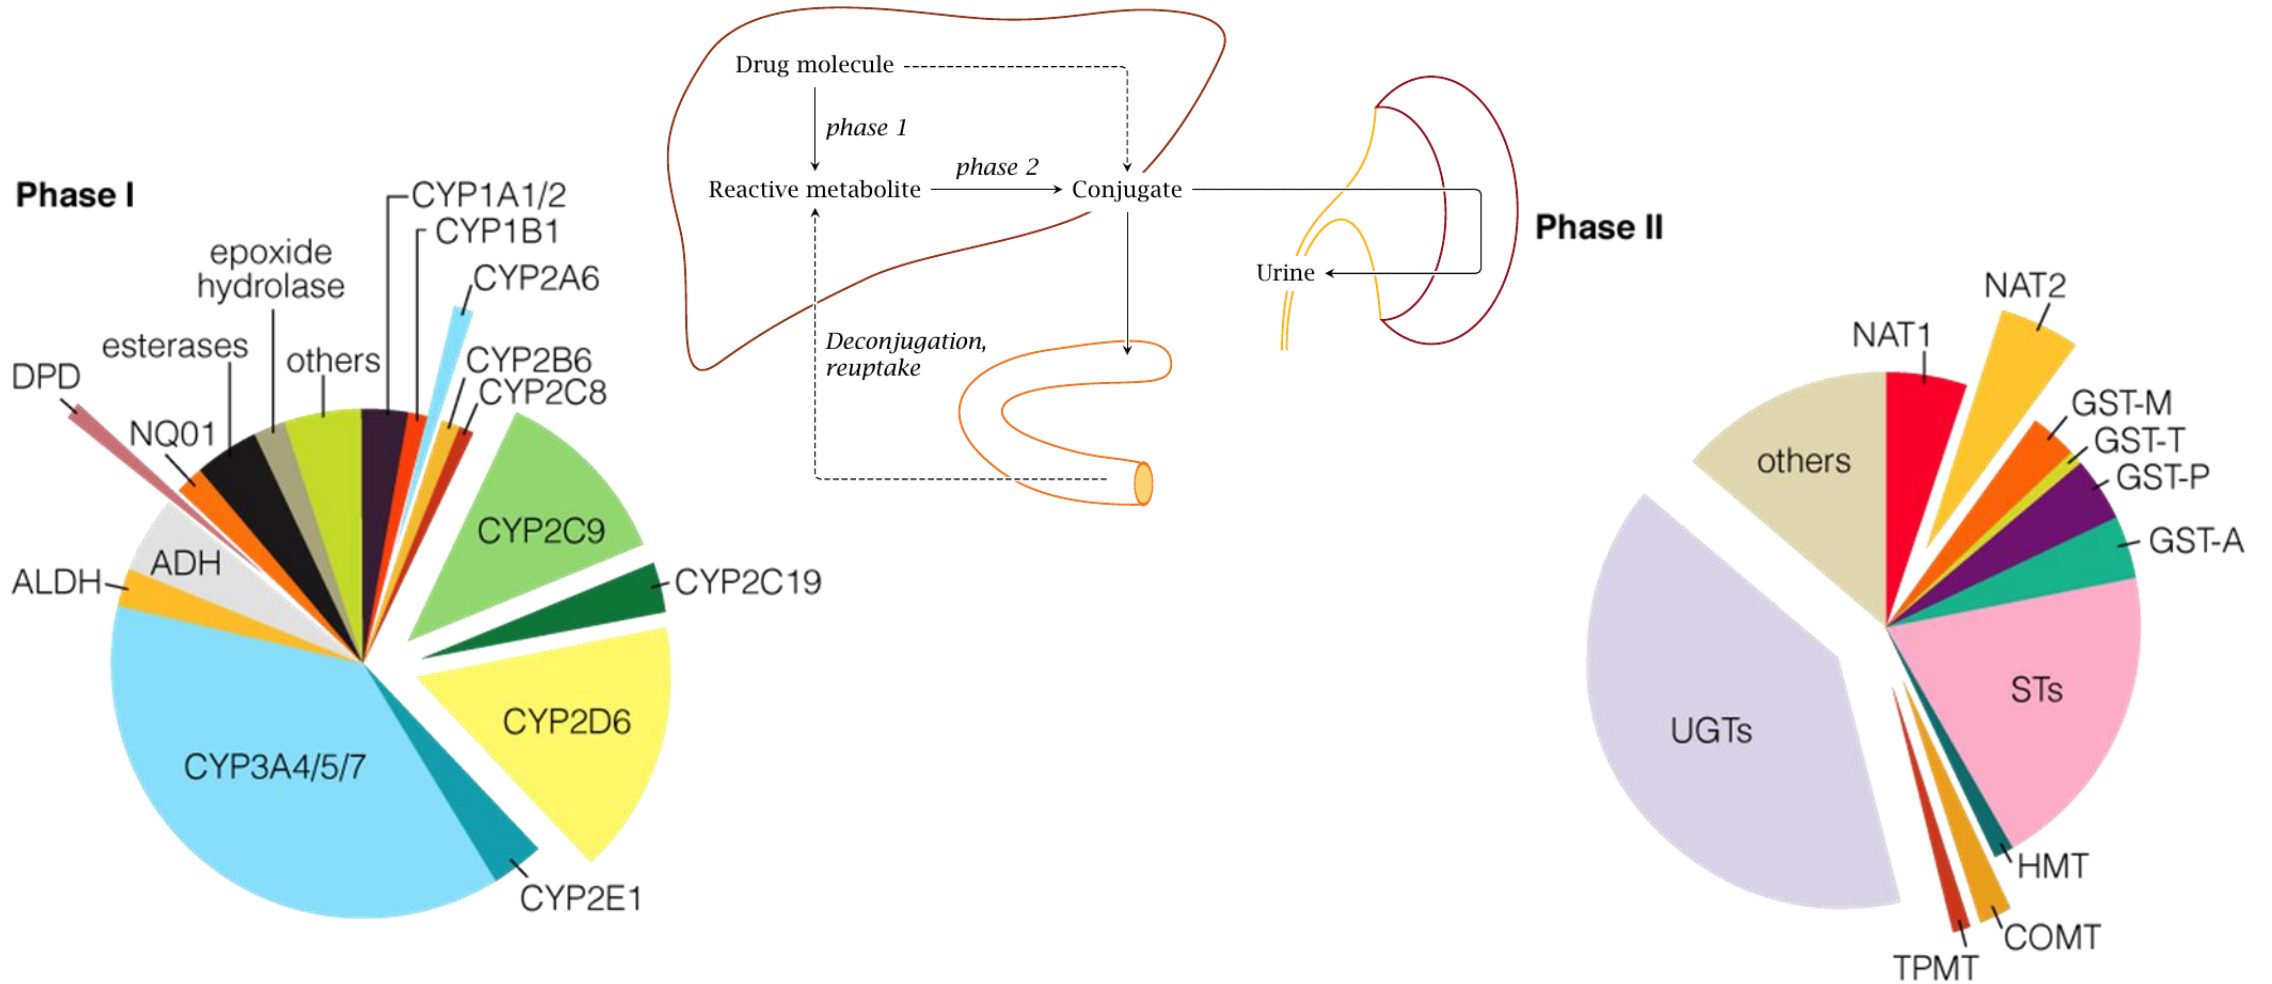 Phase I
CYP1A1/2
CYP1B1
epoxide
hydrolase
CYP2A6
esterases
others
CYP2B6
DPD
CYP2C8
NQ01
CYP2C9
ADH
ALDH
CYP2C19
CYP2D6
CYP3A4/5/7
CYP2E1
Drug molecule
phase 1
phase 2
Reactive metabolite
Conjugate
Urine
Deconjugation,
reuptake
Phase II
NAT2
NAT1
GST-M
GST-T
others
GST-P
GST-A
STs
UGTs
HMT
COMT
TPMT